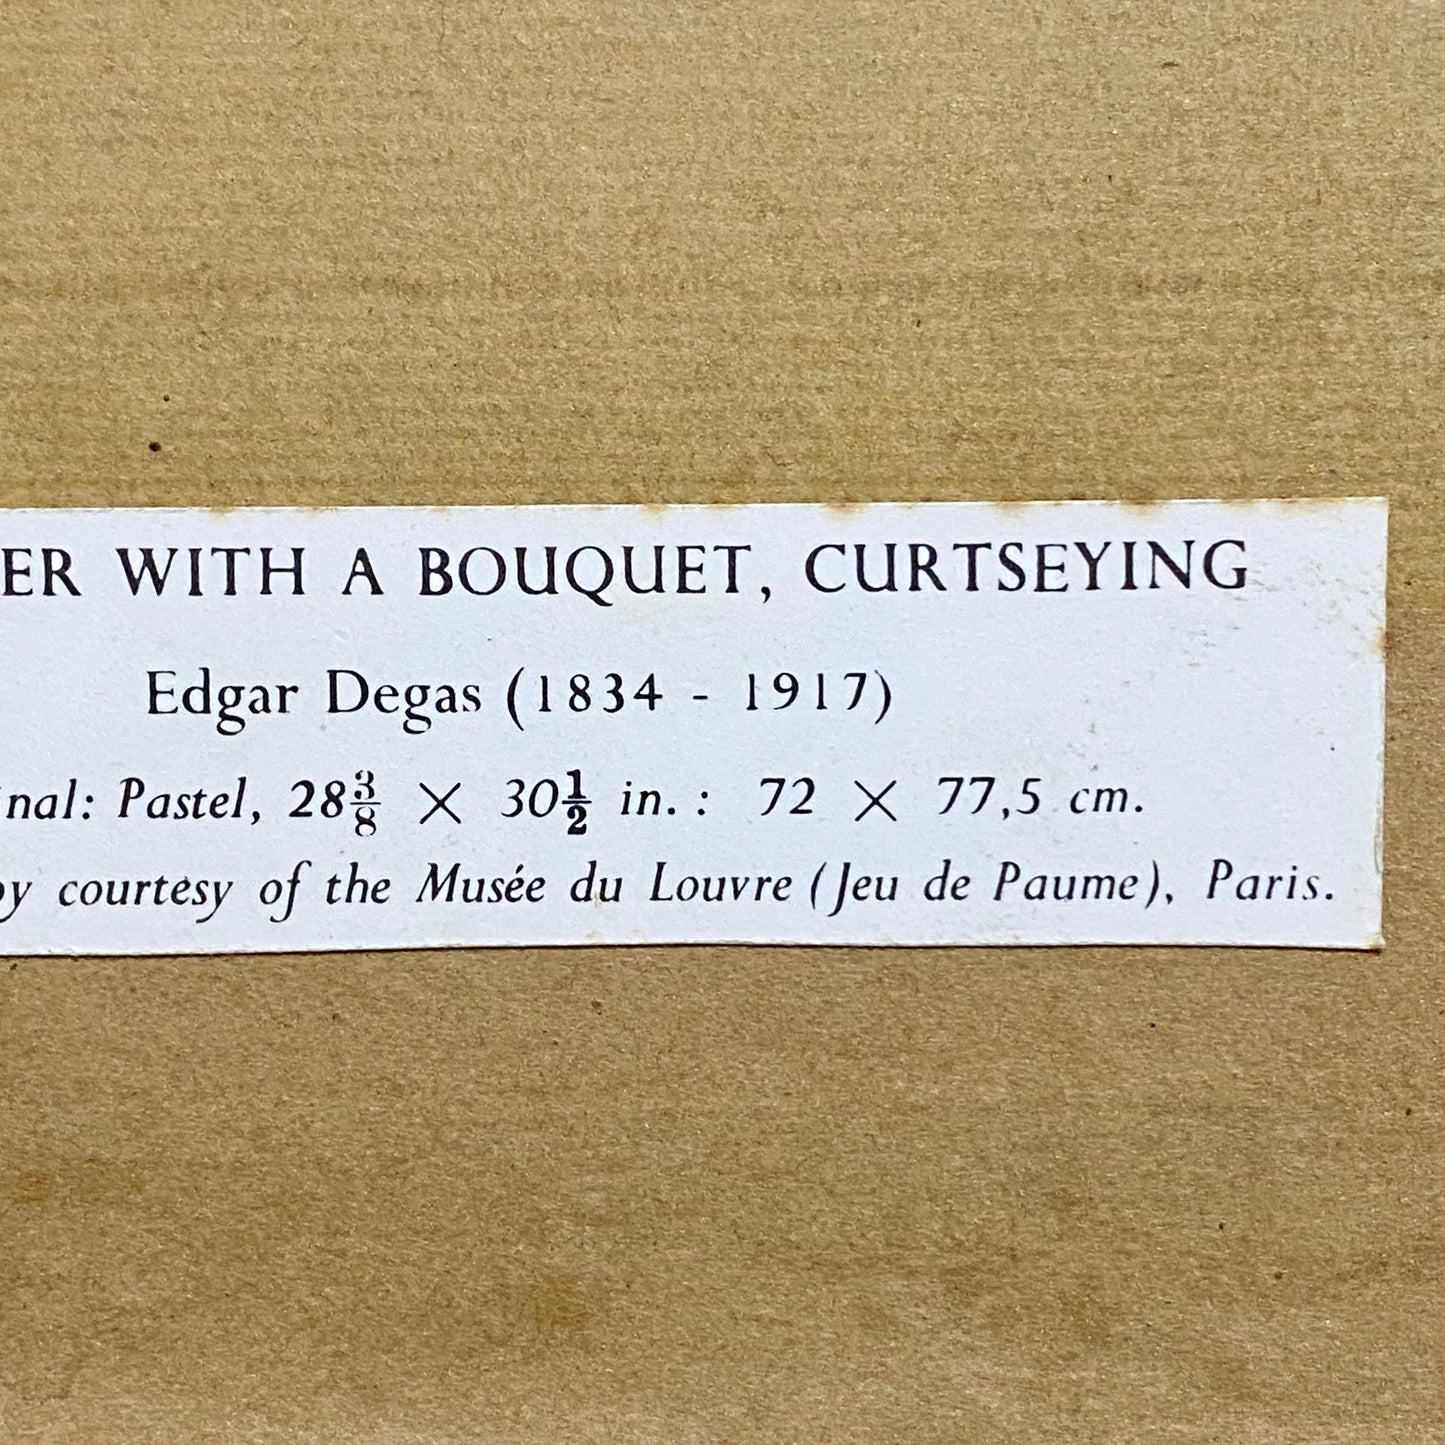 ER WITH A BOUQUET, CURTSEYING
Edgar Degas (1834 - 1917)
nal: Pastel, 28⅜ × 30½ in. : 72 × 77,5 cm.
by courtesy of the Musée du Louvre (Jeu de Paume), Paris.